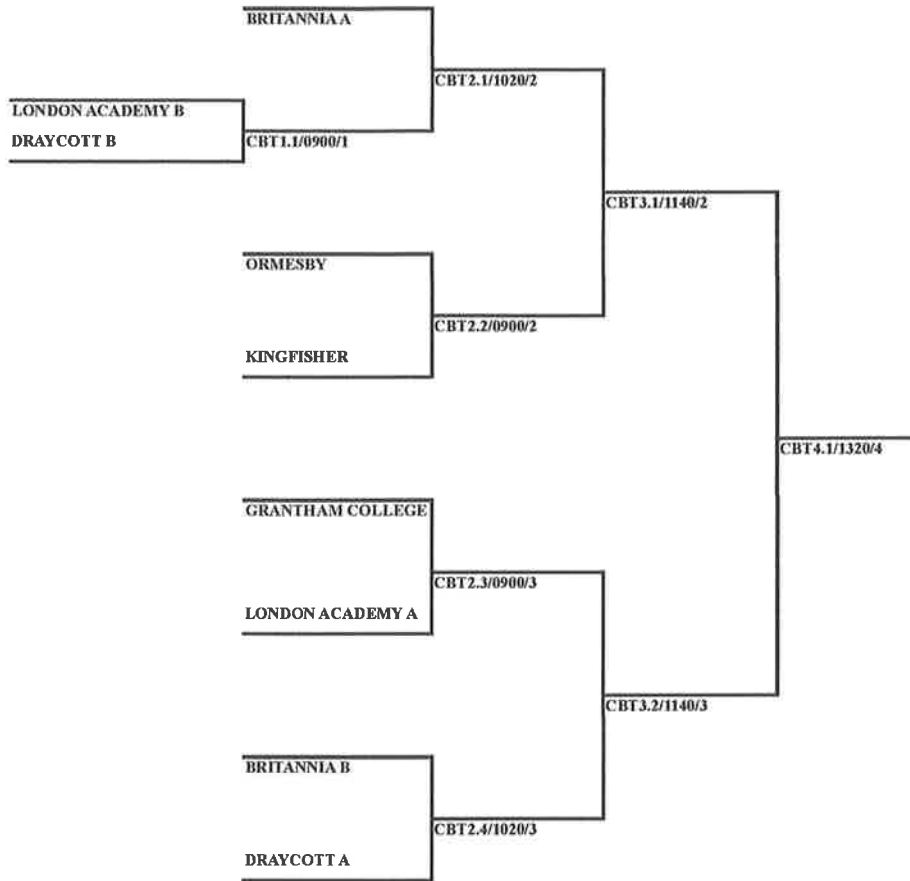 BRITANNIA A
CBT2.1/1020/2
LONDON ACADEMY B
DRAYCOTT B
CBT1.1/0900/1
CBT3.1/1140/2
ORMESBY
CBT2.2/0900/2
KINGFISHER
CBT4.1/1320/4
GRANTHAM COLLEGE
CBT2.3/0900/3
LONDON ACADEMY A
CBT3.2/1140/3
BRITANNIA B
CBT2.4/1020/3
DRAYCOTT A